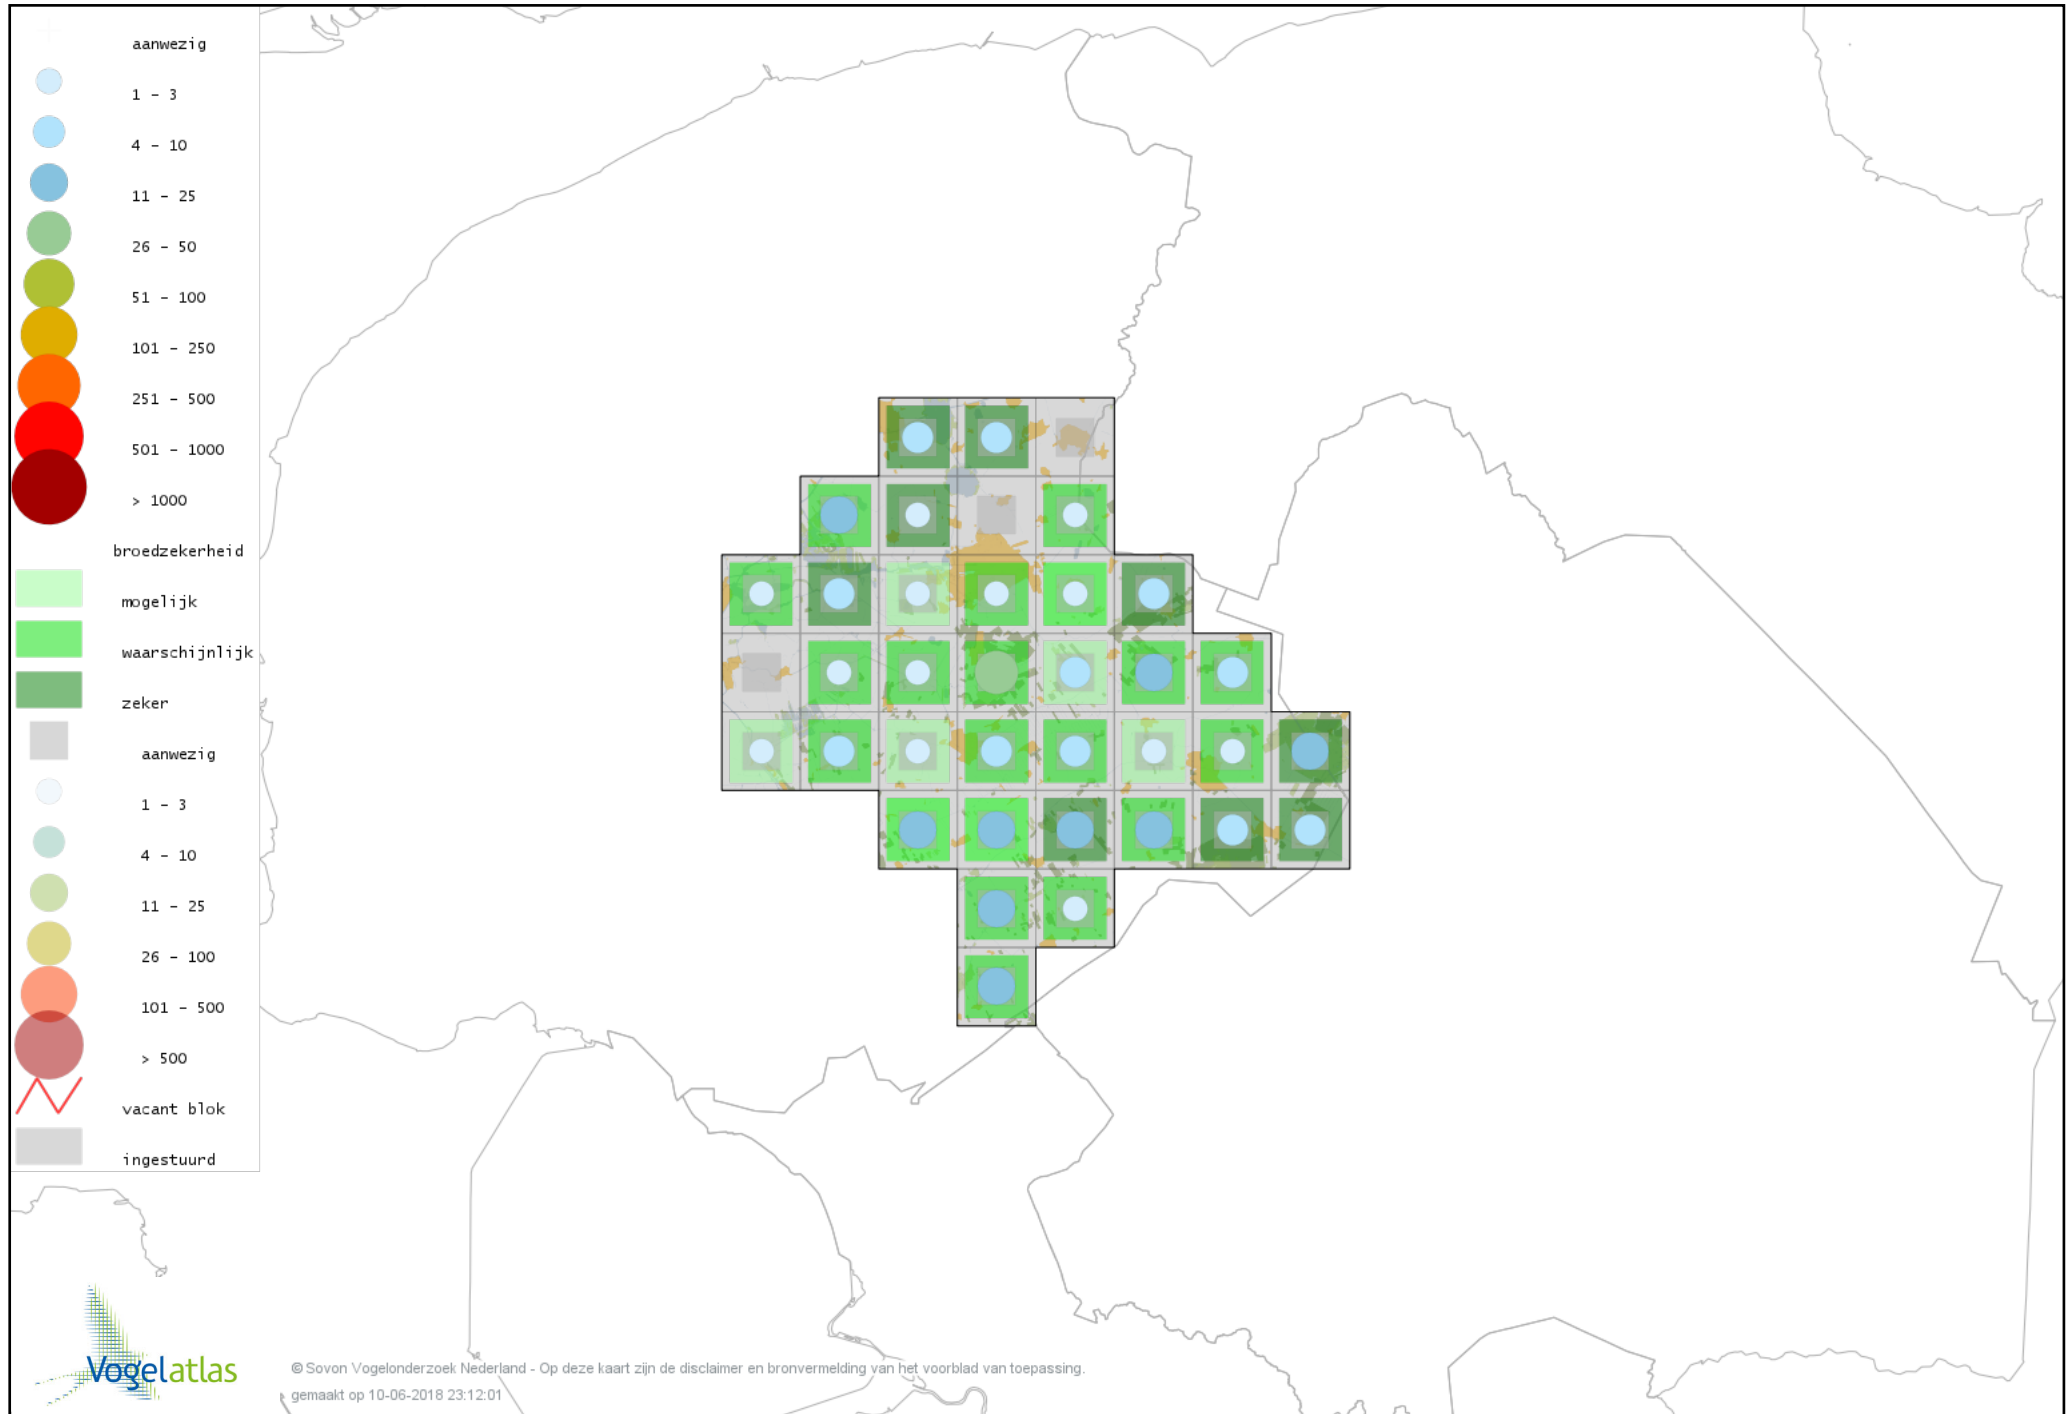 aanwezig
1 - 3
4 - 10
11 - 25
26 - 50
51 - 100
101 - 250
251 - 500
501 - 1000
> 1000
broedzekerheid
mogelijk
waarschijnlijk
zeker
aanwezig
1 - 3
4 - 10
11 - 25
26 - 100
101 - 500
> 500
vacant blok
ingestuurd
Vogelatlas
© Sovon Vogelonderzoek Nederland - Op deze kaart zijn de disclaimer en bronvermelding van het voorblad van toepassing.
gemaakt op 10-06-2018 23:12:01